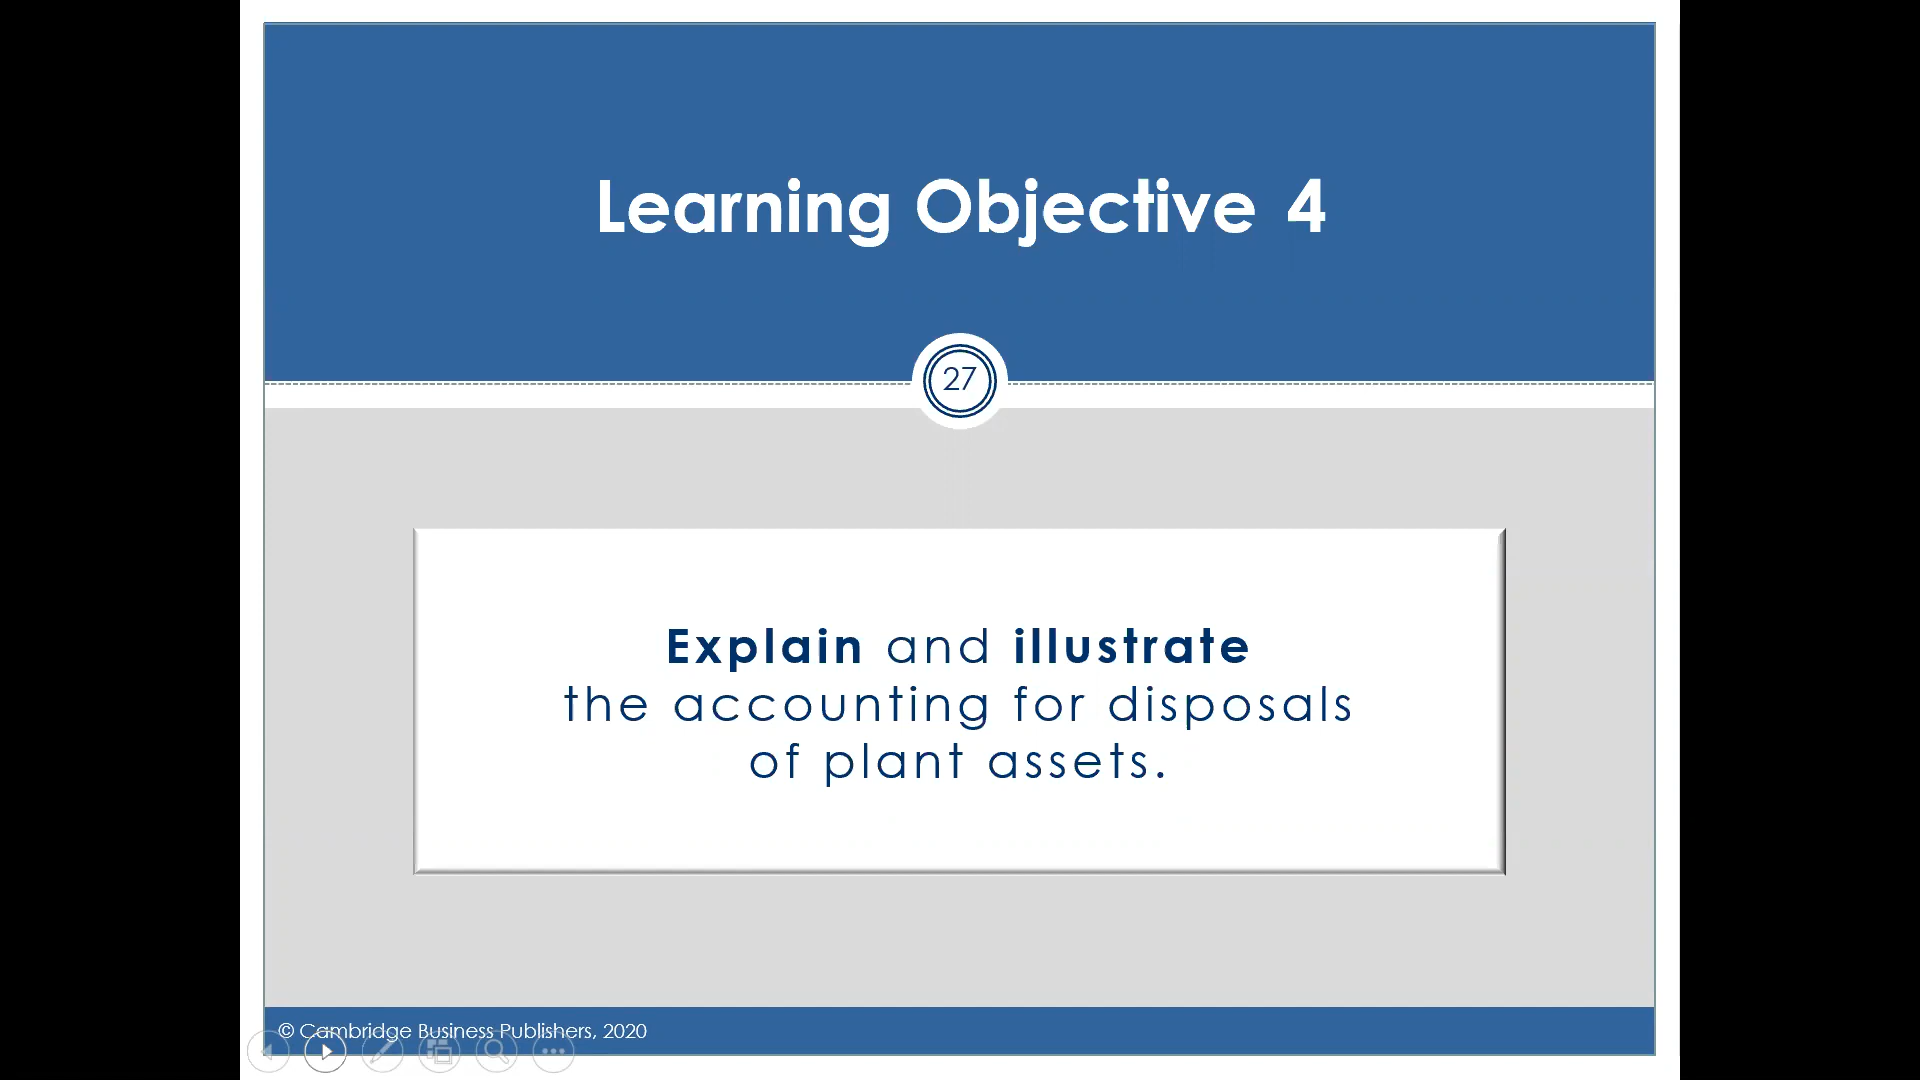 Learning Objective 4
27
Explain and illustrate
the accounting for disposals
of plant assets.
© Cambridge Business Publishers, 2020